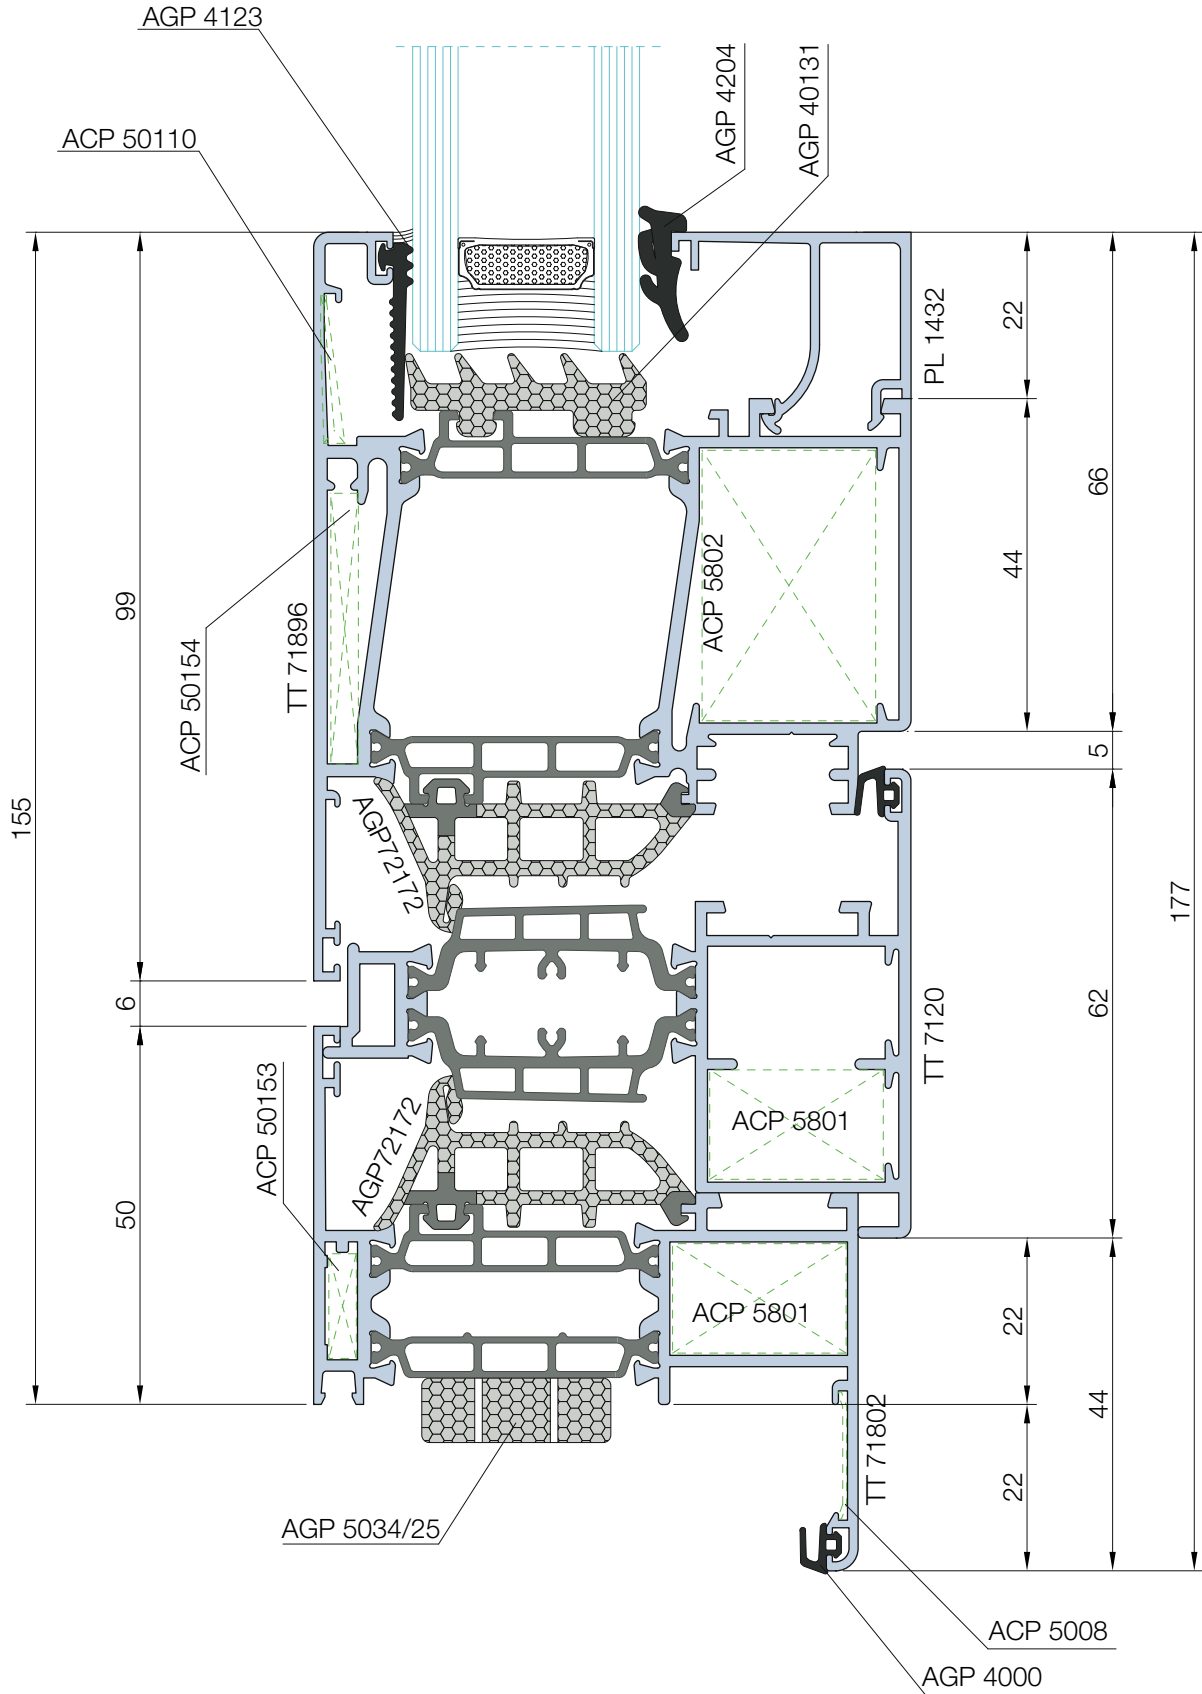 AGP 4123
ACP 50110
AGP 4204
AGP 40131
PL 1432
22
66
44
ACP 5802
99
TT 71896
ACP 50154
5
155
AGP72172
177
6
62
TT 7120
ACP 50153
ACP 5801
AGP72172
50
22
ACP 5801
44
TT 71802
22
AGP 5034/25
ACP 5008
AGP 4000